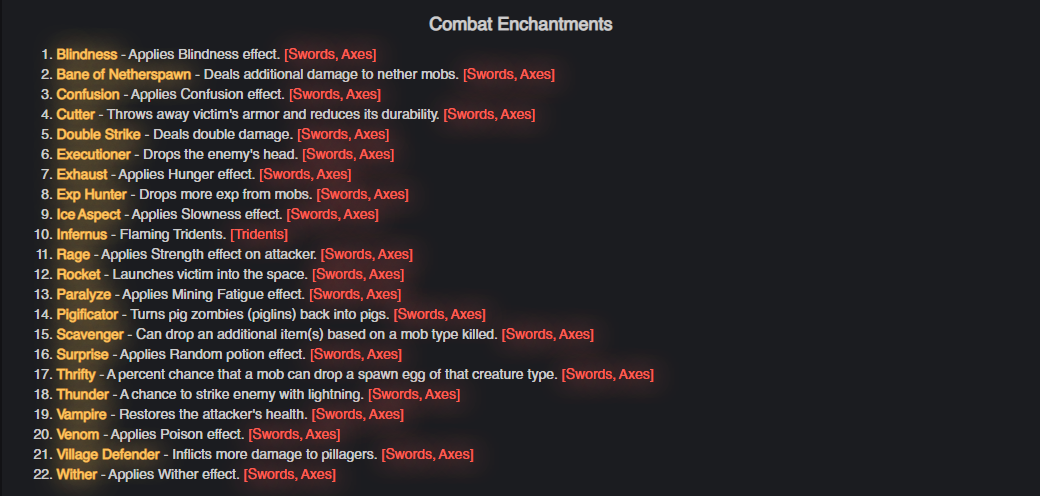 Combat Enchantments
1. Blindness - Applies Blindness effect. [Swords, Axes]
2. Bane of Netherspawn - Deals additional damage to nether mobs. [Swords, Axes]
3. Confusion - Applies Confusion effect. [Swords, Axes]
4. Cutter - Throws away victim's armor and reduces its durability. [Swords, Axes]
5. Double Strike - Deals double damage. [Swords, Axes]
6. Executioner - Drops the enemy's head. [Swords, Axes]
7. Exhaust - Applies Hunger effect. [Swords, Axes]
8. Exp Hunter - Drops more exp from mobs. [Swords, Axes]
9. Ice Aspect - Applies Slowness effect. [Swords, Axes]
10. Infernus - Flaming Tridents. [Tridents]
11. Rage - Applies Strength effect on attacker. [Swords, Axes]
12. Rocket - Launches victim into the space. [Swords, Axes]
13. Paralyze - Applies Mining Fatigue effect. [Swords, Axes]
14. Pigificator - Turns pig zombies (piglins) back into pigs. [Swords, Axes]
15. Scavenger - Can drop an additional item(s) based on a mob type killed. [Swords, Axes]
16. Surprise - Applies Random potion effect. [Swords, Axes]
17. Thrifty - A percent chance that a mob can drop a spawn egg of that creature type. [Swords, Axes]
18. Thunder - A chance to strike enemy with lightning. [Swords, Axes]
19. Vampire - Restores the attacker's health. [Swords, Axes]
20. Venom - Applies Poison effect. [Swords, Axes]
21. Village Defender - Inflicts more damage to pillagers. [Swords, Axes]
22. Wither - Applies Wither effect. [Swords, Axes]